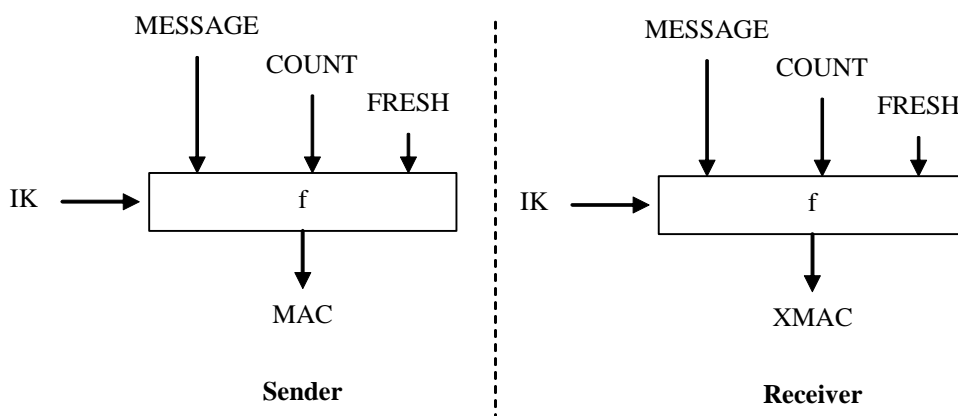 MESSAGE
COUNT
FRESH
IK
f
MAC
Sender
MESSAGE
COUNT
FRESH
IK
f
XMAC
Receiver